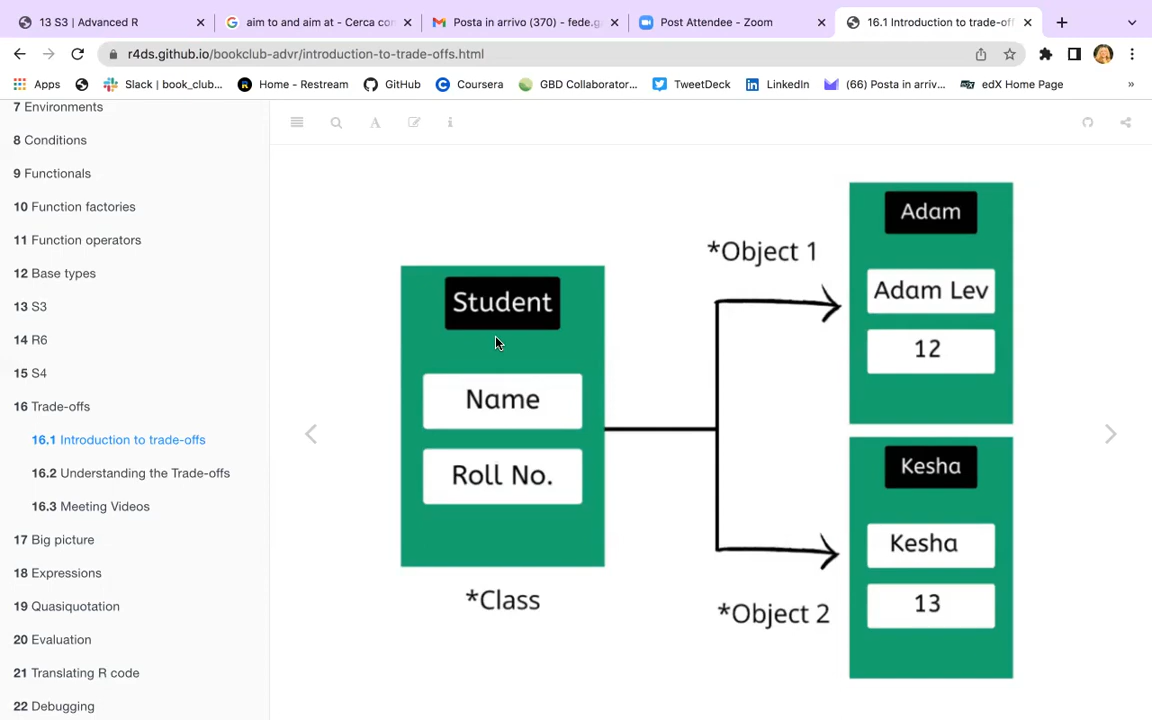 13 S3 | Advanced R
aim to and aim at - Cerca con
Posta in arrivo (370) - fede.g
Post Attendee - Zoom
16.1 Introduction to trade-off
r4ds.github.io/bookclub-advr/introduction-to-trade-offs.html
Apps
Slack | book_club...
Home - Restream
GitHub
Coursera
GBD Collaborator...
TweetDeck
LinkedIn
(66) Posta in arriv...
edX Home Page
»
7 Environments
8 Conditions
9 Functionals
10 Function factories
11 Function operators
12 Base types
13 S3
14 R6
15 S4
16 Trade-offs
16.1 Introduction to trade-offs
16.2 Understanding the Trade-offs
16.3 Meeting Videos
17 Big picture
18 Expressions
19 Quasiquotation
20 Evaluation
21 Translating R code
22 Debugging
Student
Name
Roll No.
*Class
*Object 1
Adam
Adam Lev
12
*Object 2
Kesha
Kesha
13